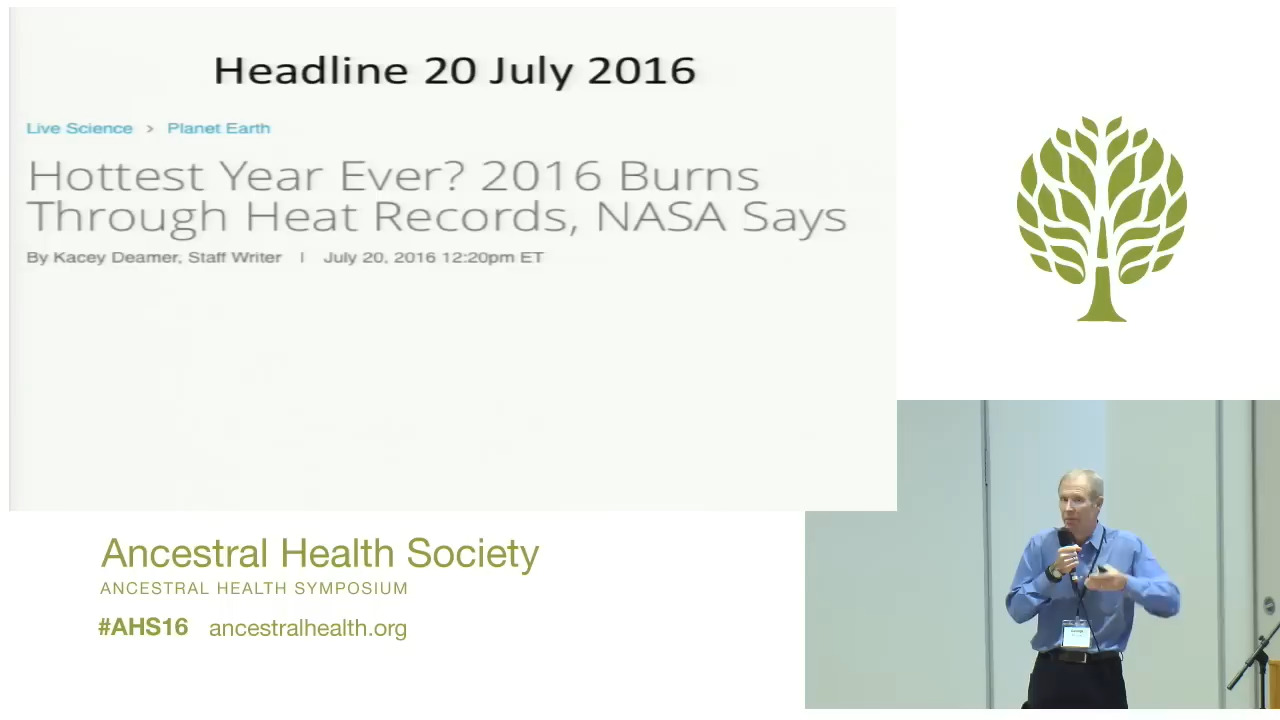 Headline 20 July 2016
Live Science > Planet Earth
Hottest Year Ever? 2016 Burns
Through Heat Records, NASA Says
By Kacey Deamer, Staff Writer | July 20, 2016 12:20pm ET
Ancestral Health Society
ANCESTRAL HEALTH SYMPOSIUM
#AHS16 ancestralhealth.org